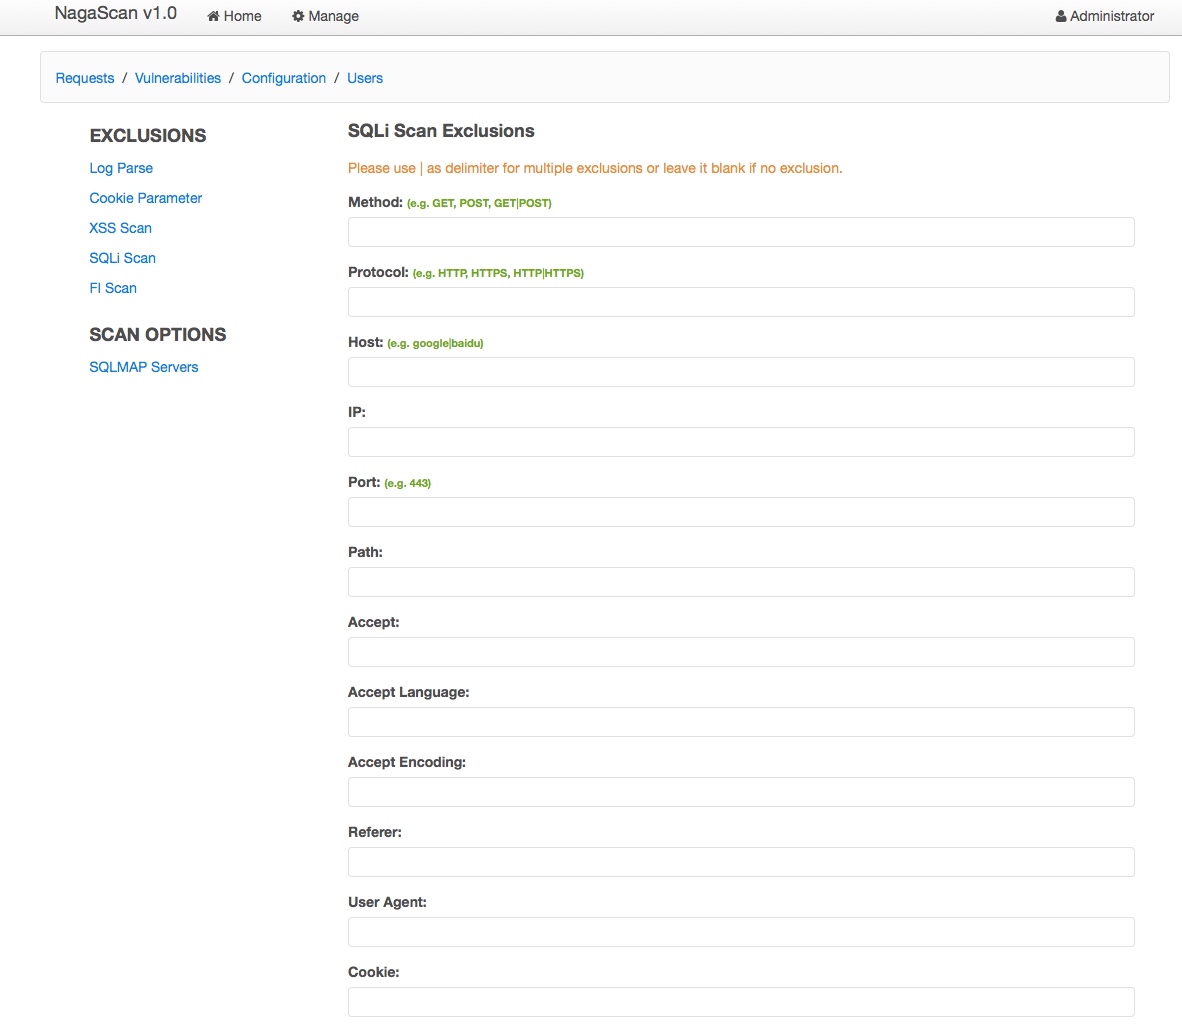 NagaScan v1.0 Home Manage Administrator
Requests / Vulnerabilities / Configuration / Users
EXCLUSIONS
Log Parse
Cookie Parameter
XSS Scan
SQLi Scan
FI Scan
SCAN OPTIONS
SQLMAP Servers
SQLi Scan Exclusions
Please use | as delimiter for multiple exclusions or leave it blank if no exclusion.
Method: (e.g. GET, POST, GET|POST)
Protocol: (e.g. HTTP, HTTPS, HTTP|HTTPS)
Host: (e.g. google|baidu)
IP:
Port: (e.g. 443)
Path:
Accept:
Accept Language:
Accept Encoding:
Referer:
User Agent:
Cookie: